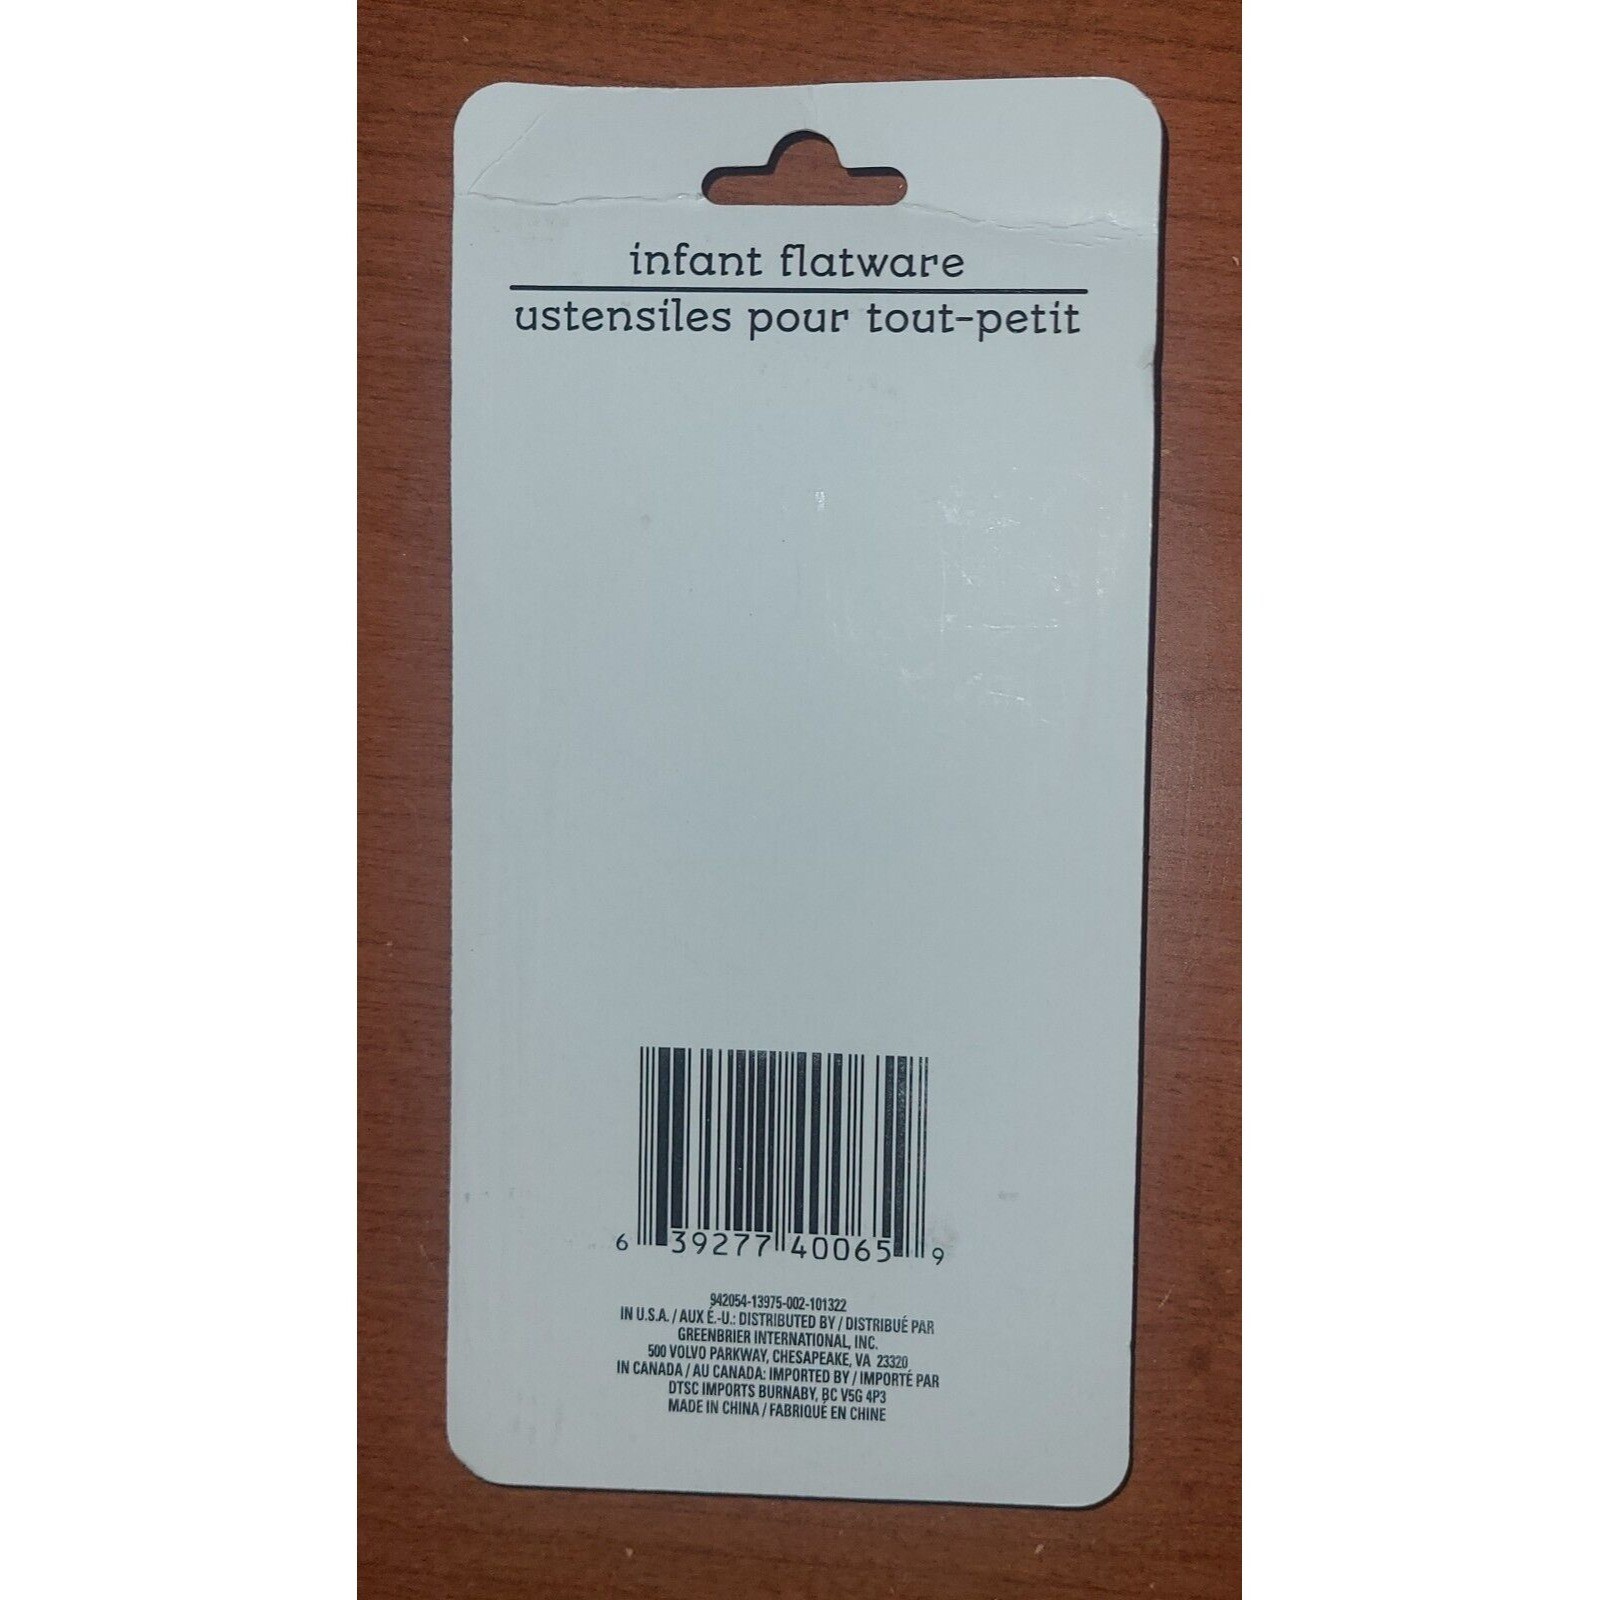 infant flatware
ustensiles pour tout-petit
6 39277 40065 9
942054-13975-002-101322
IN U.S.A. / AUX É.-U.: DISTRIBUTED BY / DISTRIBUÉ PAR
GREENBRIER INTERNATIONAL, INC.
500 VOLVO PARKWAY, CHESAPEAKE, VA 23320
IN CANADA / AU CANADA: IMPORTED BY / IMPORTÉ PAR
DTSC IMPORTS BURNABY, BC V5G 4P3
MADE IN CHINA / FABRIQUÉ EN CHINE